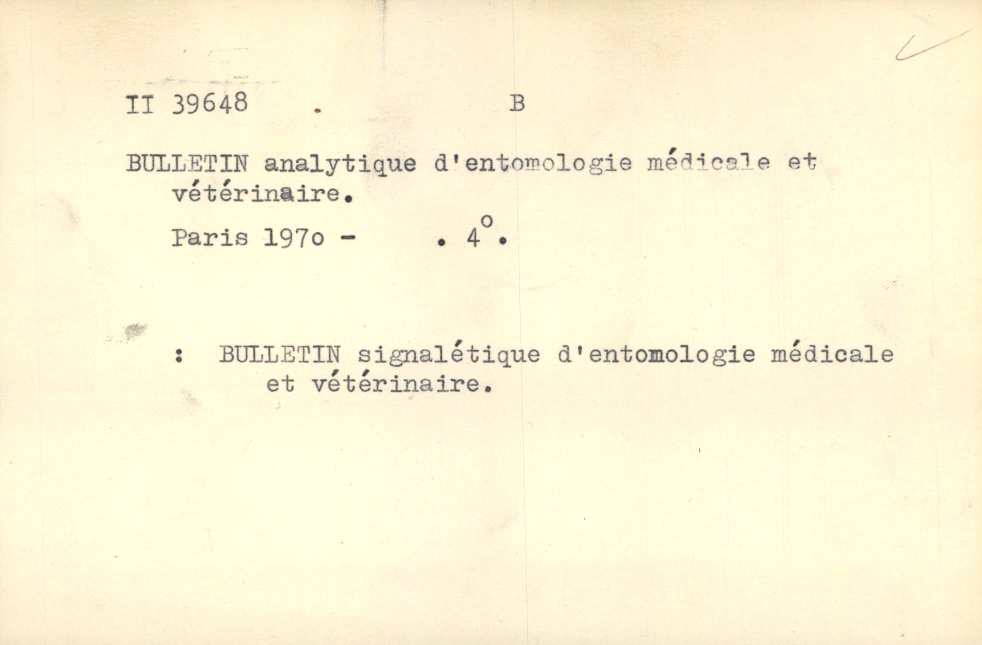 II 39648 . B
BULLETIN analytique d'entomologie médicale et
vétérinaire.
Paris 197o - . 4°.
: BULLETIN signalétique d'entomologie médicale
et vétérinaire.